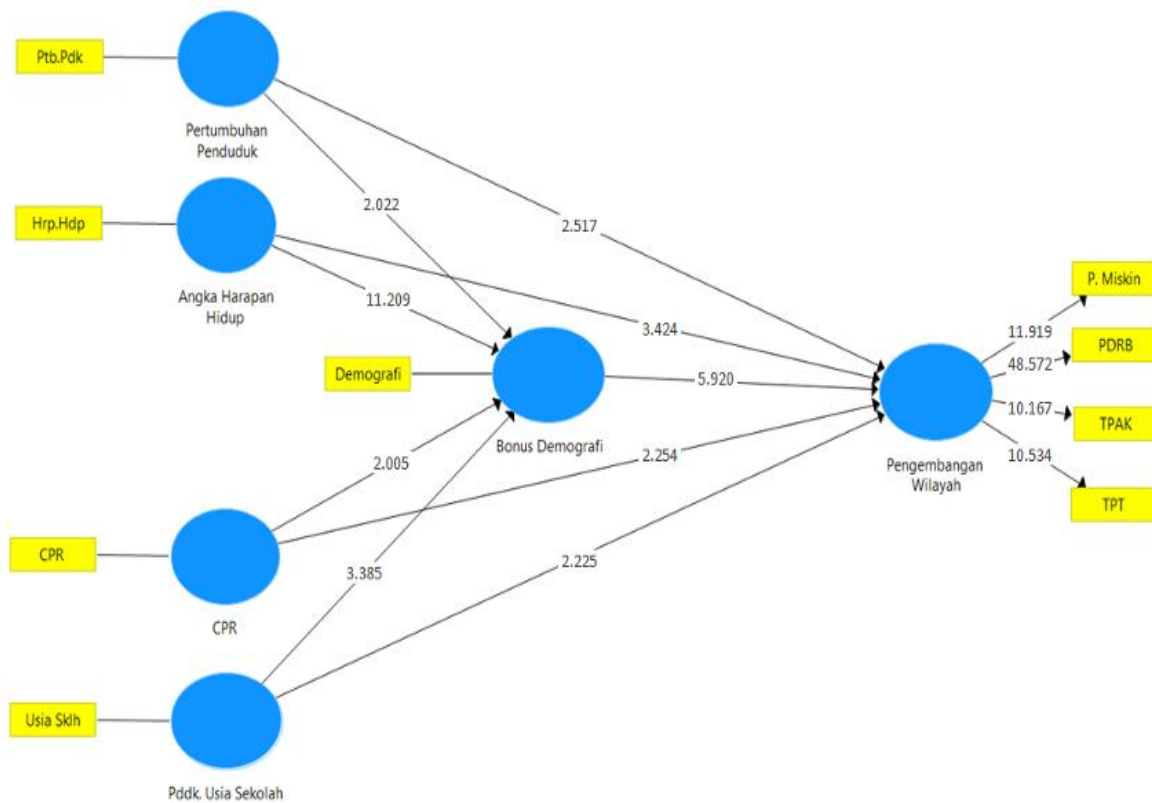 Ptb.Pdk
Pertumbuhan
Penduduk
2.022
2.517
Hrp.Hdp
Angka Harapan
Hidup
11.209
3.424
P. Miskin
11.919
PDRB
48.572
Demografi
Bonus Demografi
5.920
TPAK
10.167
Pengembangan
Wilayah
10.534
TPT
2.005
2.254
CPR
CPR
3.385
2.225
Usia Sklh
Pddk. Usia Sekolah